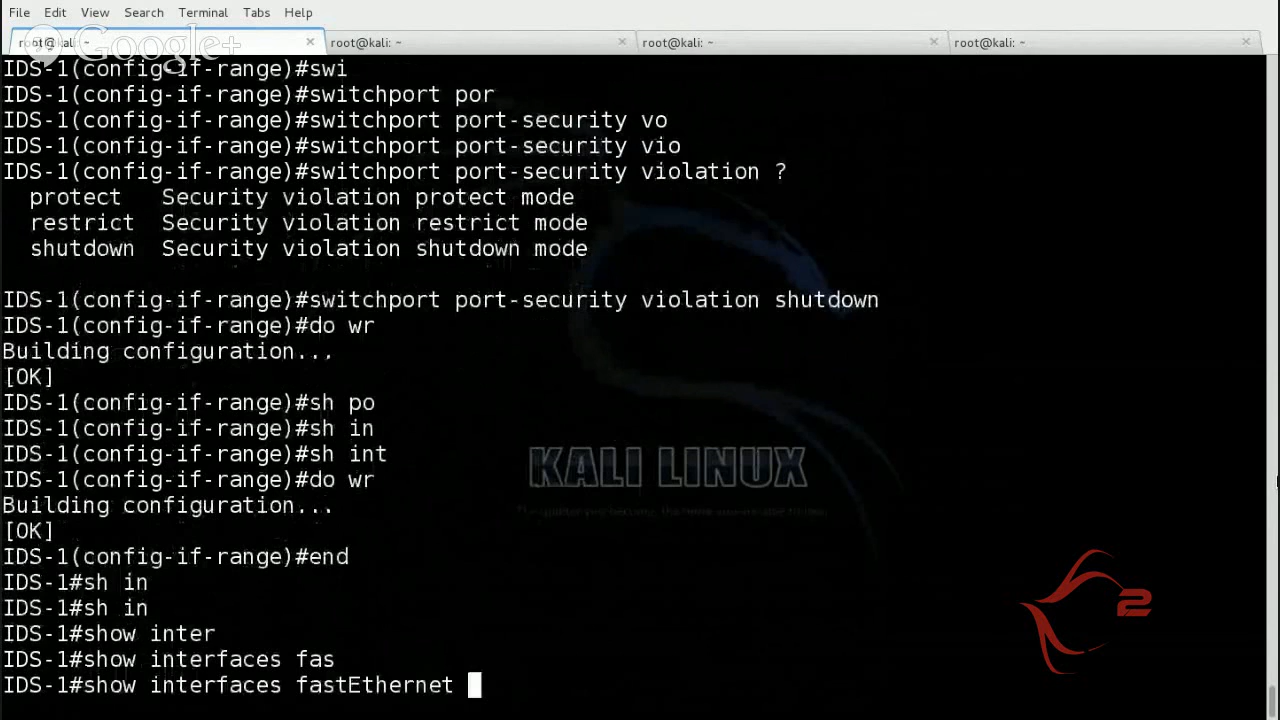 File Edit View Search Terminal Tabs Help
Google+
root@kali: ~ × root@kali: ~ × root@kali: ~ × root@kali: ~ ×
IDS-1(config-if-range)#swi
IDS-1(config-if-range)#switchport por
IDS-1(config-if-range)#switchport port-security vo
IDS-1(config-if-range)#switchport port-security vio
IDS-1(config-if-range)#switchport port-security violation ?
protect Security violation protect mode
restrict Security violation restrict mode
shutdown Security violation shutdown mode
IDS-1(config-if-range)#switchport port-security violation shutdown
IDS-1(config-if-range)#do wr
Building configuration...
[OK]
IDS-1(config-if-range)#sh po
IDS-1(config-if-range)#sh in
IDS-1(config-if-range)#sh int
IDS-1(config-if-range)#do wr
Building configuration...
[OK]
IDS-1(config-if-range)#end
IDS-1#sh in
IDS-1#sh in
IDS-1#show inter
IDS-1#show interfaces fas
IDS-1#show interfaces fastEthernet
KALI LINUX
2